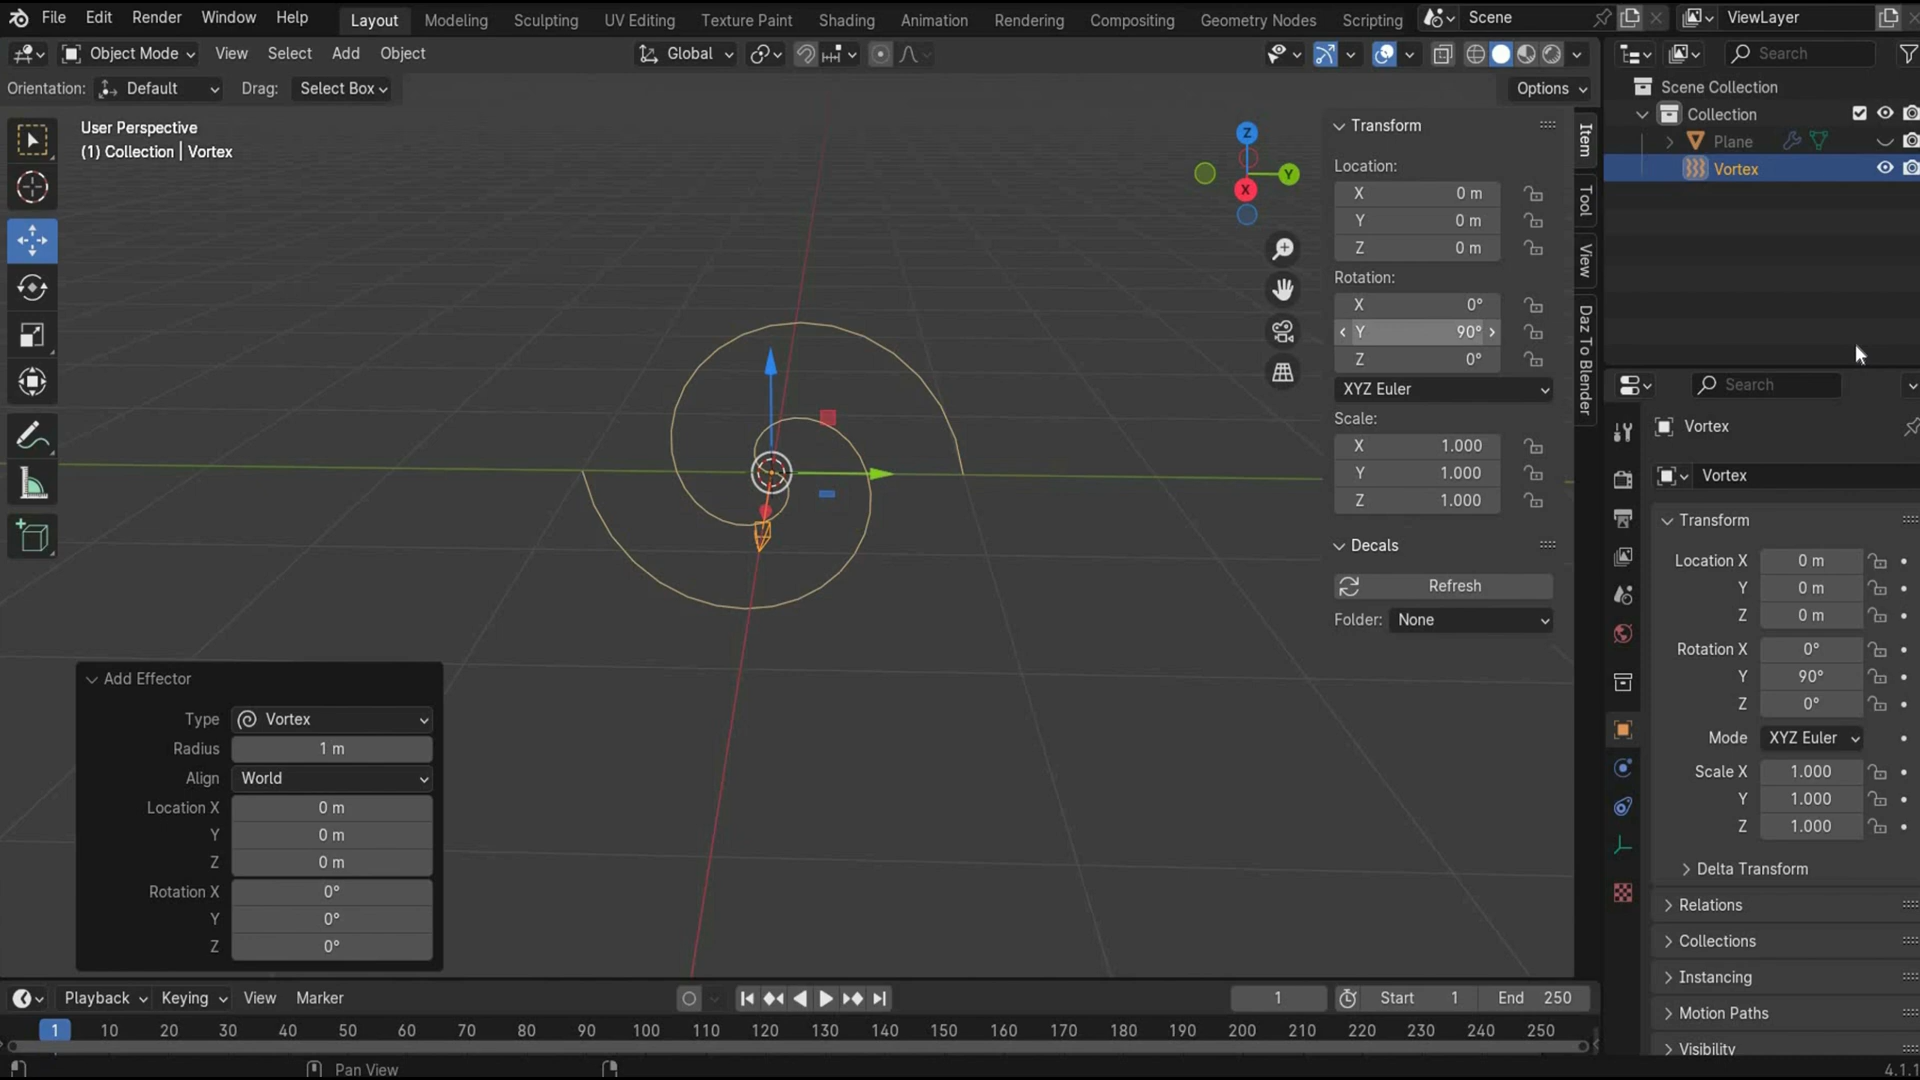 File Edit Render Window Help Layout Modeling Sculpting UV Editing Texture Paint Shading Animation Rendering Compositing Geometry Nodes Scripting Scene ViewLayer
Object Mode View Select Add Object Global Search
Orientation: Default Drag: Select Box Options
User Perspective
(1) Collection | Vortex
Z
Y
X
Transform
Location:
X 0 m
Y 0 m
Z 0 m
Rotation:
X 0°
Y 90°
Z 0°
XYZ Euler
Scale:
X 1.000
Y 1.000
Z 1.000
Decals
Refresh
Folder: None
Item
Tool
View
Daz To Blender
Scene Collection
Collection
Plane
Vortex
Search
Vortex
Vortex
Transform
Location X 0 m
Y 0 m
Z 0 m
Rotation X 0°
Y 90°
Z 0°
Mode XYZ Euler
Scale X 1.000
Y 1.000
Z 1.000
Delta Transform
Relations
Collections
Instancing
Motion Paths
Visibility
Add Effector
Type Vortex
Radius 1 m
Align World
Location X 0 m
Y 0 m
Z 0 m
Rotation X 0°
Y 0°
Z 0°
Playback Keying View Marker 1 Start 1 End 250
1 10 20 30 40 50 60 70 80 90 100 110 120 130 140 150 160 170 180 190 200 210 220 230 240 250
Pan View 4.1.1